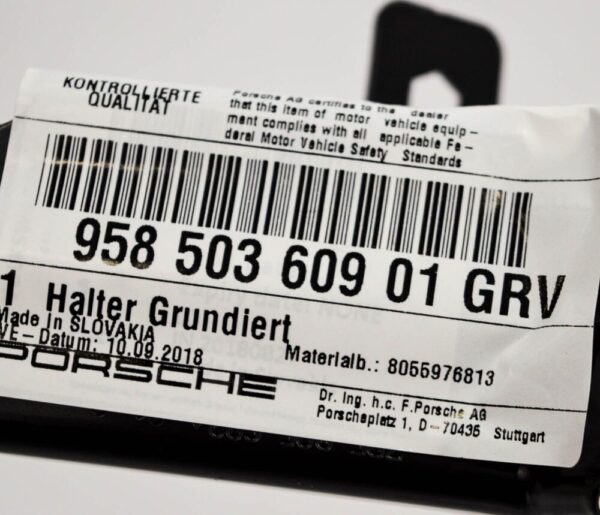 KONTROLLIERTE
QUALITÄT
Porsche AG certifies to the dealer
that this item of motor vehicle equip-
ment complies with all applicable Fe-
deral Motor Vehicle Safety Standards
958 503 609 01 GRV
1 Halter Grundiert
Made in SLOVAKIA
VE-Datum: 10.09.2018
Materialb.: 8055976813
PORSCHE
Dr. Ing. h.c. F.Porsche AG
Porscheplatz 1, D-70435 Stuttgart